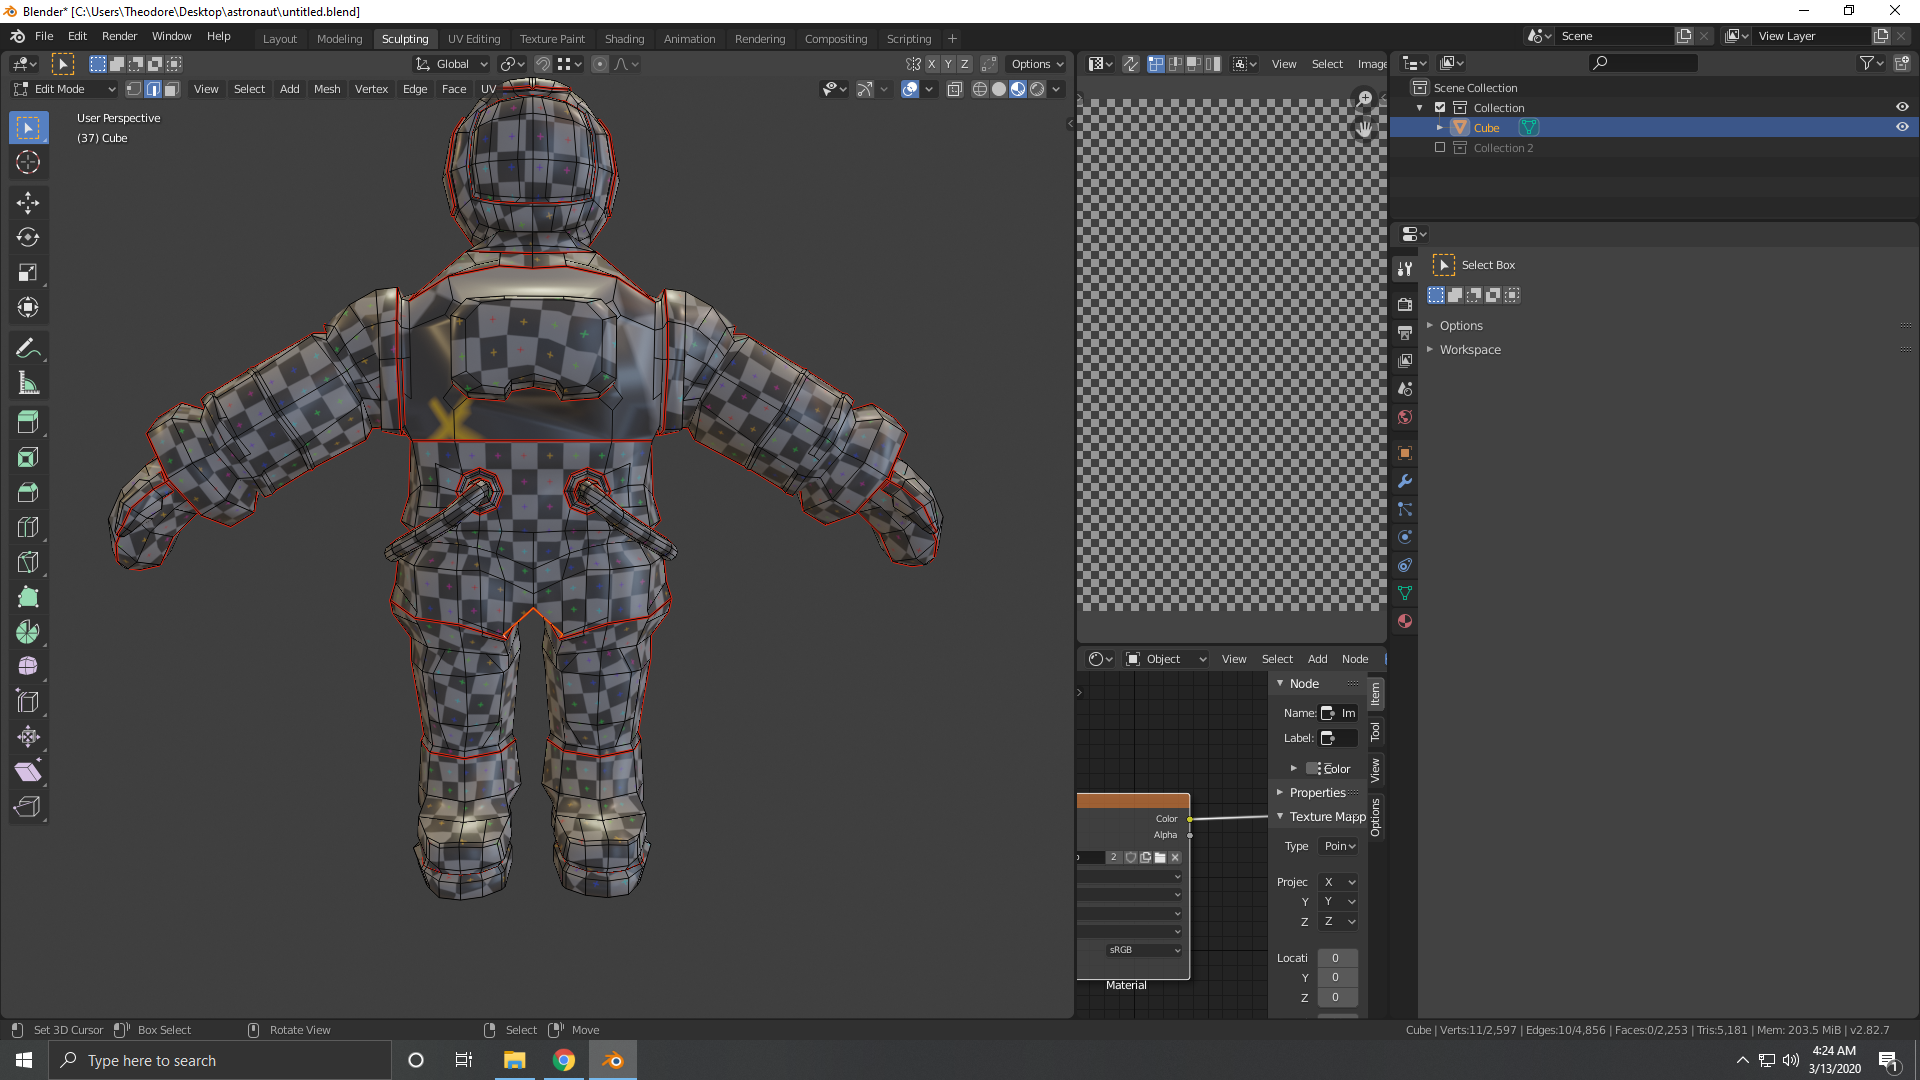 Blender* [C:\Users\Theodore\Desktop\astronaut\untitled.blend]
File Edit Render Window Help Layout Modeling Sculpting UV Editing Texture Paint Shading Animation Rendering Compositing Scripting + Scene View Layer
Global X Y Z Options View Select Image
Edit Mode View Select Add Mesh Vertex Edge Face UV
User Perspective
(37) Cube
Scene Collection
Collection
Cube
Collection 2
Select Box
Options
Workspace
Object View Select Add Node
Node
Name: Im
Label:
Color
Properties
Texture Mapp
Type Poin
Projec X
Y Y
Z Z
Locati 0
Y 0
Z 0
Item
Tool
View
Options
Color
Alpha
2
sRGB
Material
Set 3D Cursor Box Select Rotate View Select Move Cube | Verts:11/2,597 | Edges:10/4,856 | Faces:0/2,253 | Tris:5,181 | Mem: 203.5 MiB | v2.82.7
Type here to search
4:24 AM
3/13/2020
1